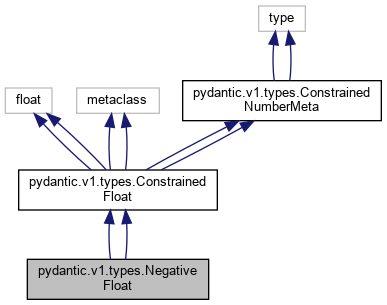 type
float
metaclass
pydantic.v1.types.Constrained
NumberMeta
pydantic.v1.types.Constrained
Float
pydantic.v1.types.Negative
Float